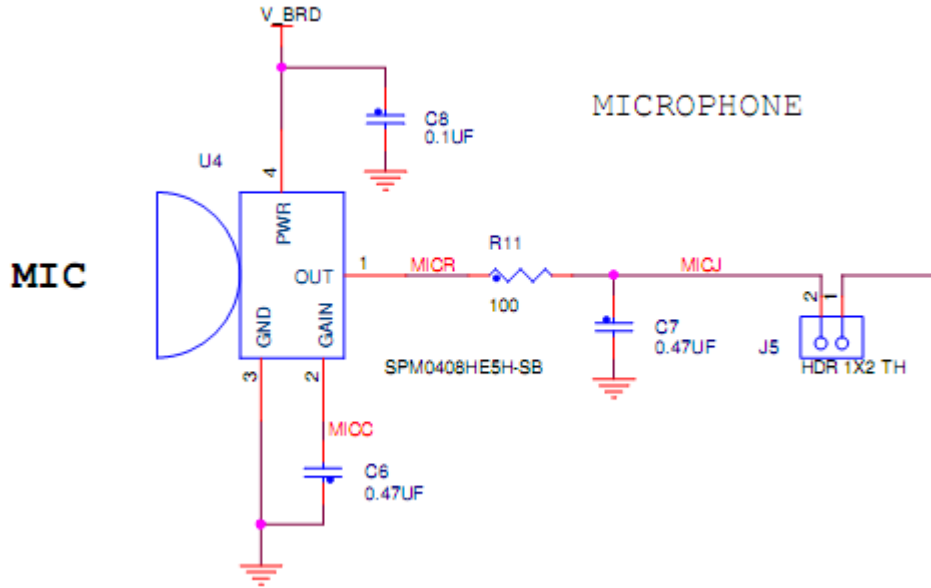 V_BRD
C8
0.1UF
MICROPHONE
U4
4
PWR
MIC
OUT
1
MICR
R11
100
MICJ
2
1
GND
GAIN
C7
0.47UF
J5
HDR 1X2 TH
SPM0408HE5H-SB
3
2
MICC
C6
0.47UF